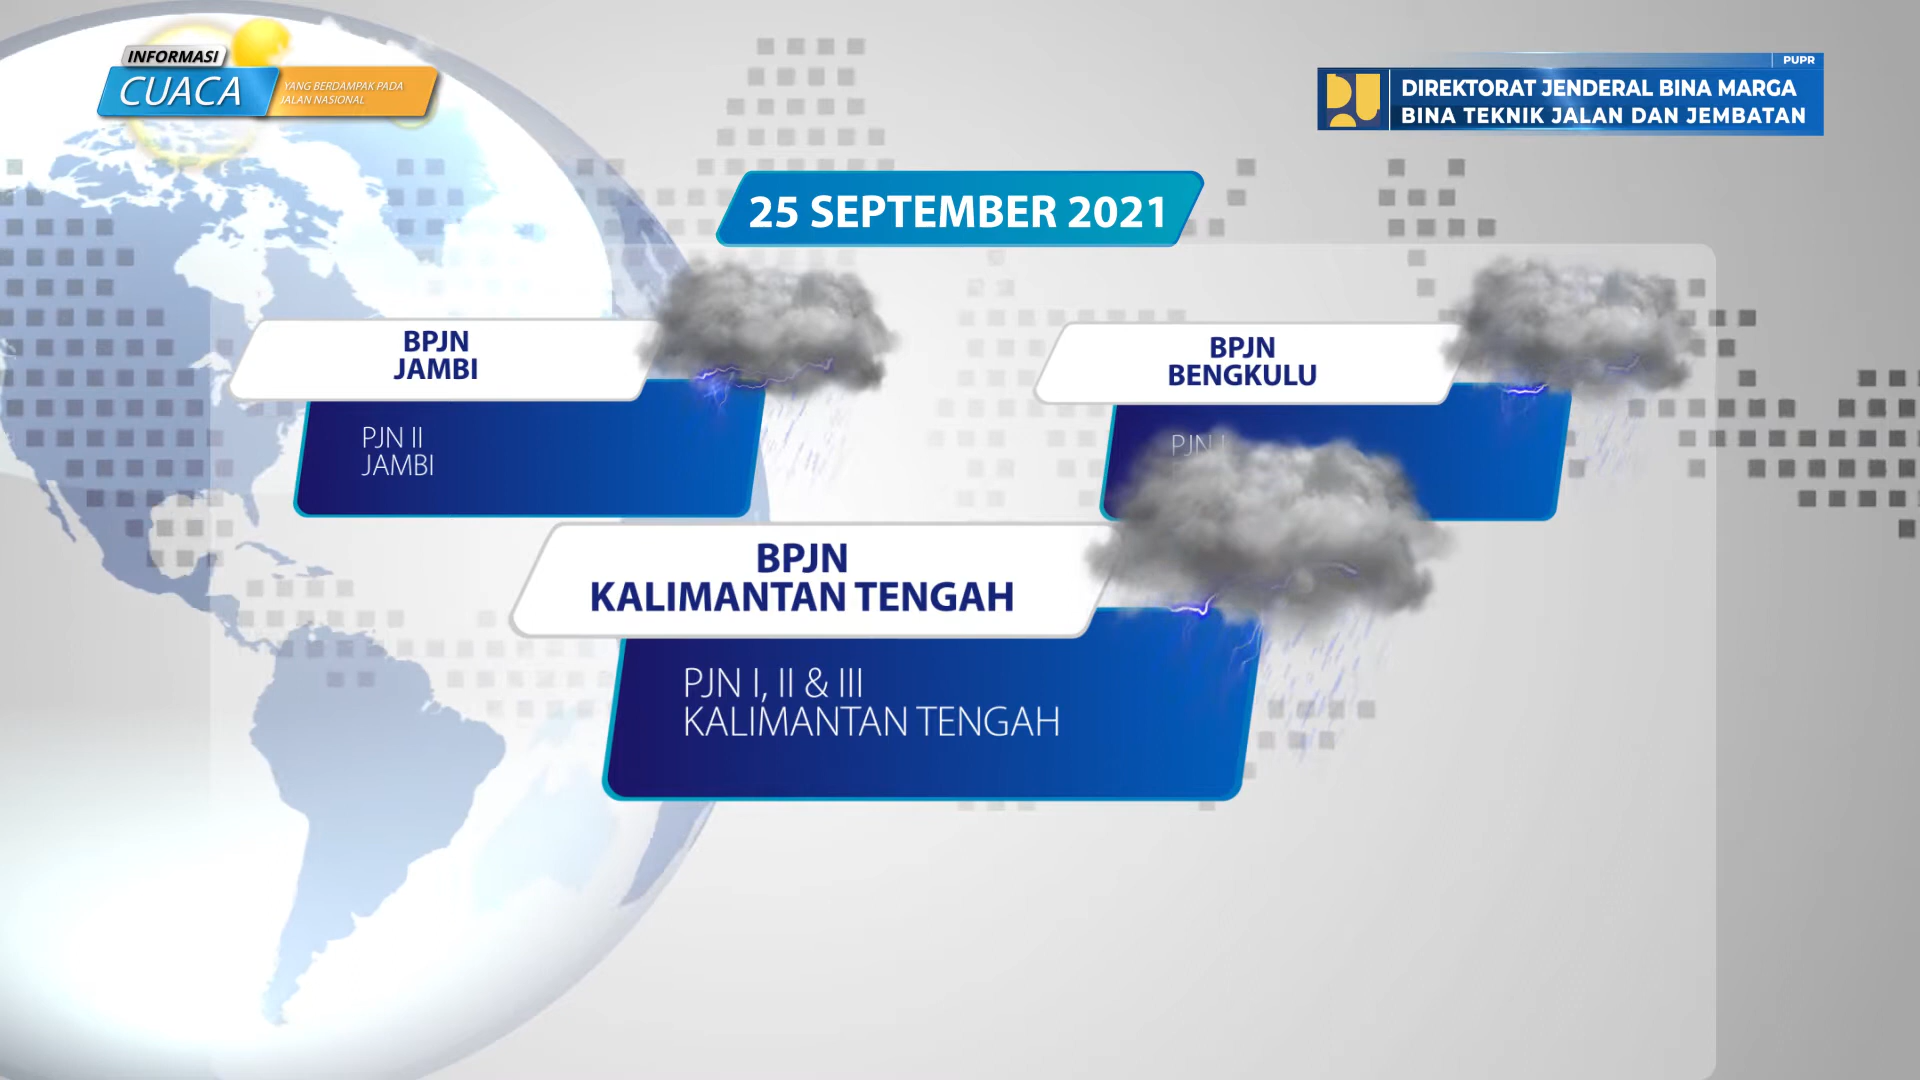 INFORMASI
CUACA
YANG BERDAMPAK PADA
JALAN NASIONAL
PUPR
DIREKTORAT JENDERAL BINA MARGA
BINA TEKNIK JALAN DAN JEMBATAN
25 SEPTEMBER 2021
BPJN
JAMBI
PJN II
JAMBI
BPJN
BENGKULU
PJN I
BPJN
KALIMANTAN TENGAH
PJN I, II & III
KALIMANTAN TENGAH